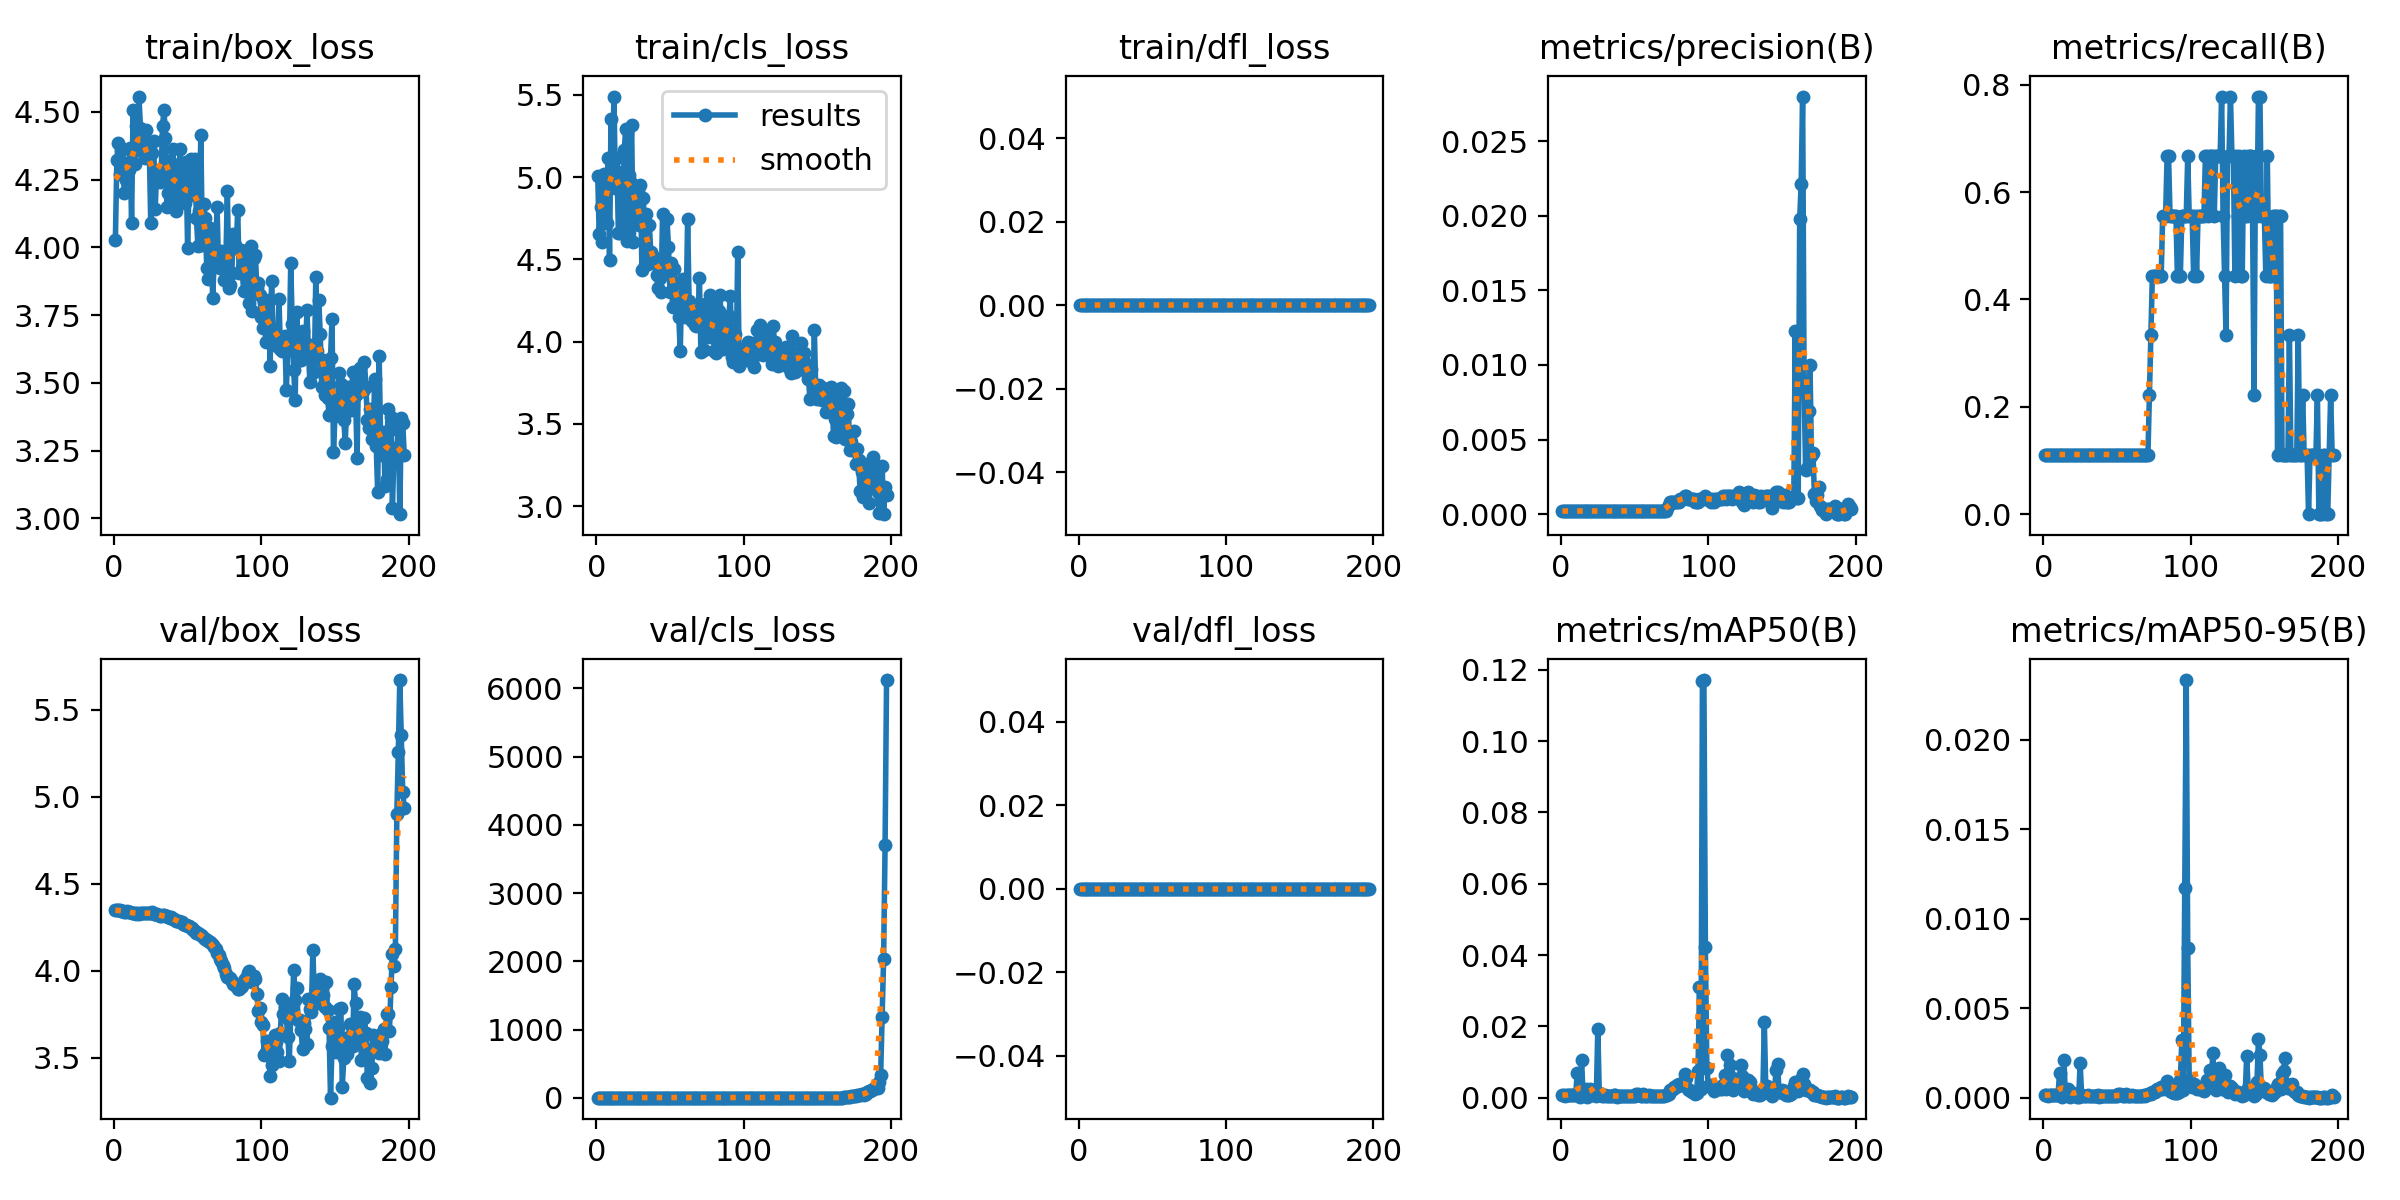 train/box_loss
4.50
4.25
4.00
3.75
3.50
3.25
3.00
0 100 200
train/cls_loss
results
smooth
5.5
5.0
4.5
4.0
3.5
3.0
0 100 200
train/dfl_loss
0.04
0.02
0.00
−0.02
−0.04
0 100 200
metrics/precision(B)
0.025
0.020
0.015
0.010
0.005
0.000
0 100 200
metrics/recall(B)
0.8
0.6
0.4
0.2
0.0
0 100 200
val/box_loss
5.5
5.0
4.5
4.0
3.5
0 100 200
val/cls_loss
6000
5000
4000
3000
2000
1000
0
0 100 200
val/dfl_loss
0.04
0.02
0.00
−0.02
−0.04
0 100 200
metrics/mAP50(B)
0.12
0.10
0.08
0.06
0.04
0.02
0.00
0 100 200
metrics/mAP50-95(B)
0.020
0.015
0.010
0.005
0.000
0 100 200